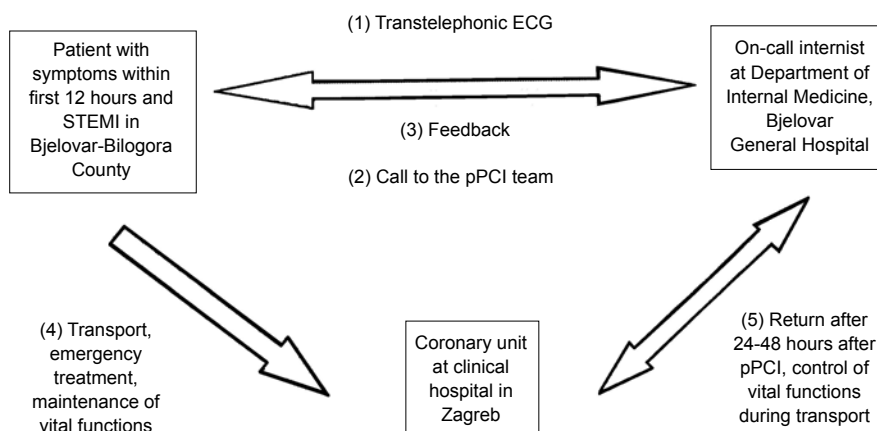 (1) Transtelephonic ECG
Patient with
symptoms within
first 12 hours and
STEMI in
Bjelovar-Bilogora
County
On-call internist
at Department of
Internal Medicine,
Bjelovar
General Hospital
(3) Feedback
(2) Call to the pPCI team
(4) Transport,
emergency
treatment,
maintenance of
vital functions
Coronary unit
at clinical
hospital in
Zagreb
(5) Return after
24-48 hours after
pPCI, control of
vital functions
during transport